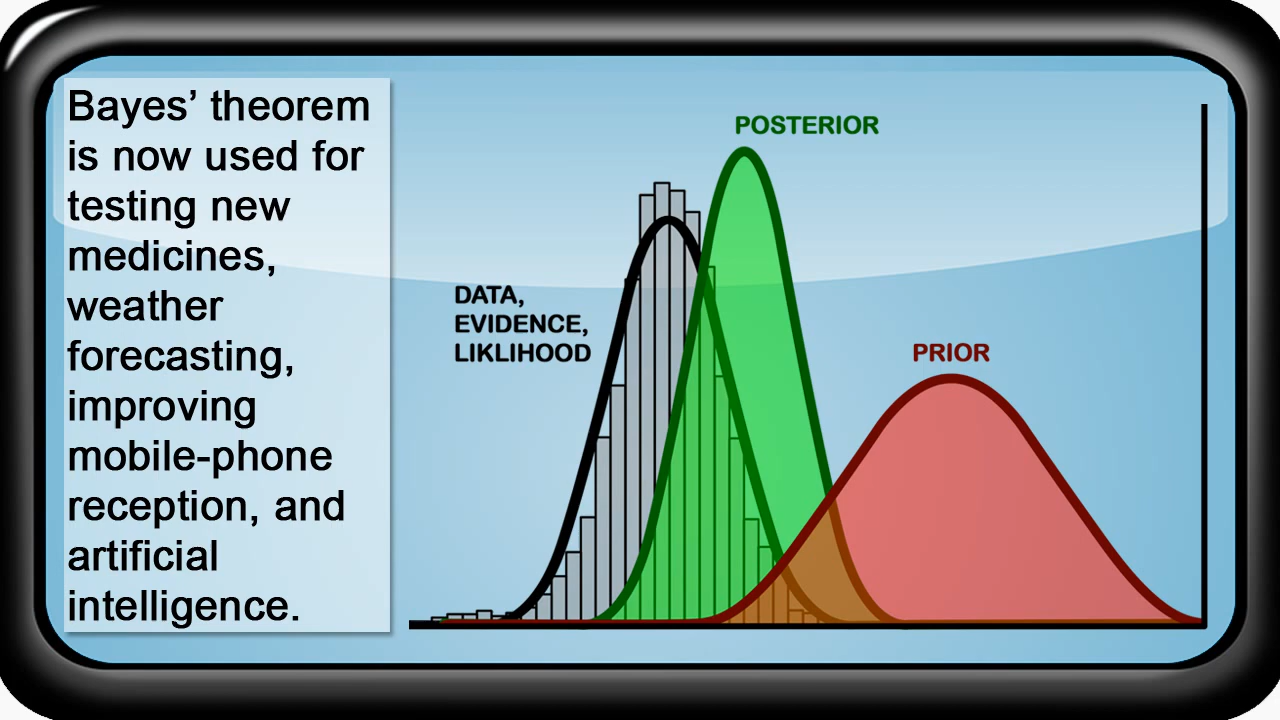 Bayes’ theorem
is now used for
testing new
medicines,
weather
forecasting,
improving
mobile-phone
reception, and
artificial
intelligence.
POSTERIOR
DATA,
EVIDENCE,
LIKLIHOOD
PRIOR